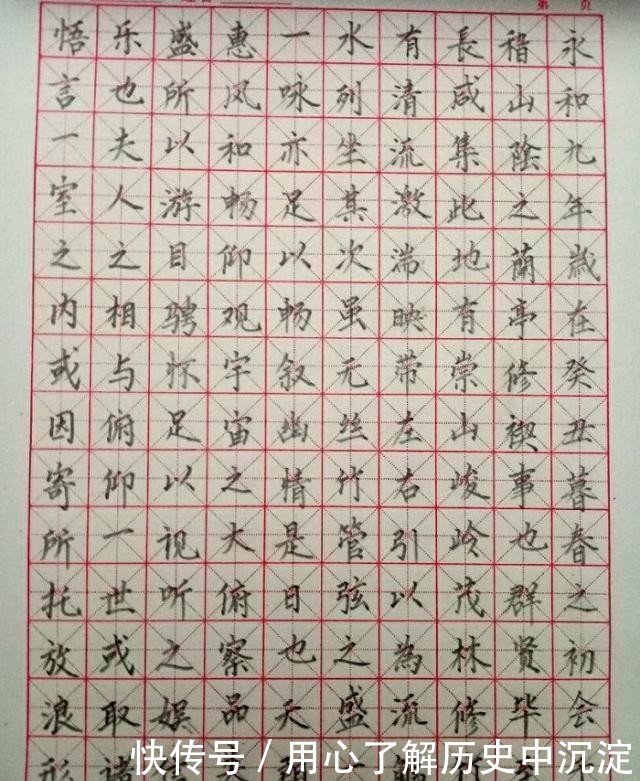 第 页
永和九年歲在癸丑暮春之初会
稽山陰之蘭亭修禊事也群贤毕
長咸集此地有崇山峻岭茂林修
有清流激湍映带左右引以為流
水列坐其次虽无丝竹管弦之盛
一咏亦足以畅叙幽情是日也天
惠风和畅仰观宇宙之大俯察品
盛所以游目骋怀足以视听之娱
乐也夫人之相与俯仰一世或取诸
悟言一室之内或因寄所托放浪形
快传号/用心了解历史中沉淀